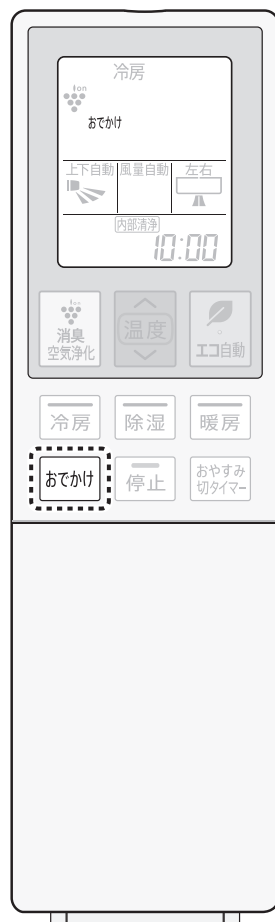 冷房
ion
おでかけ
上下自動 風量自動 左右
内部清浄
10:00
ion
消臭
空気浄化
温度
エコ自動
冷房 除湿 暖房
おでかけ
停止
おやすみ
切タイマー